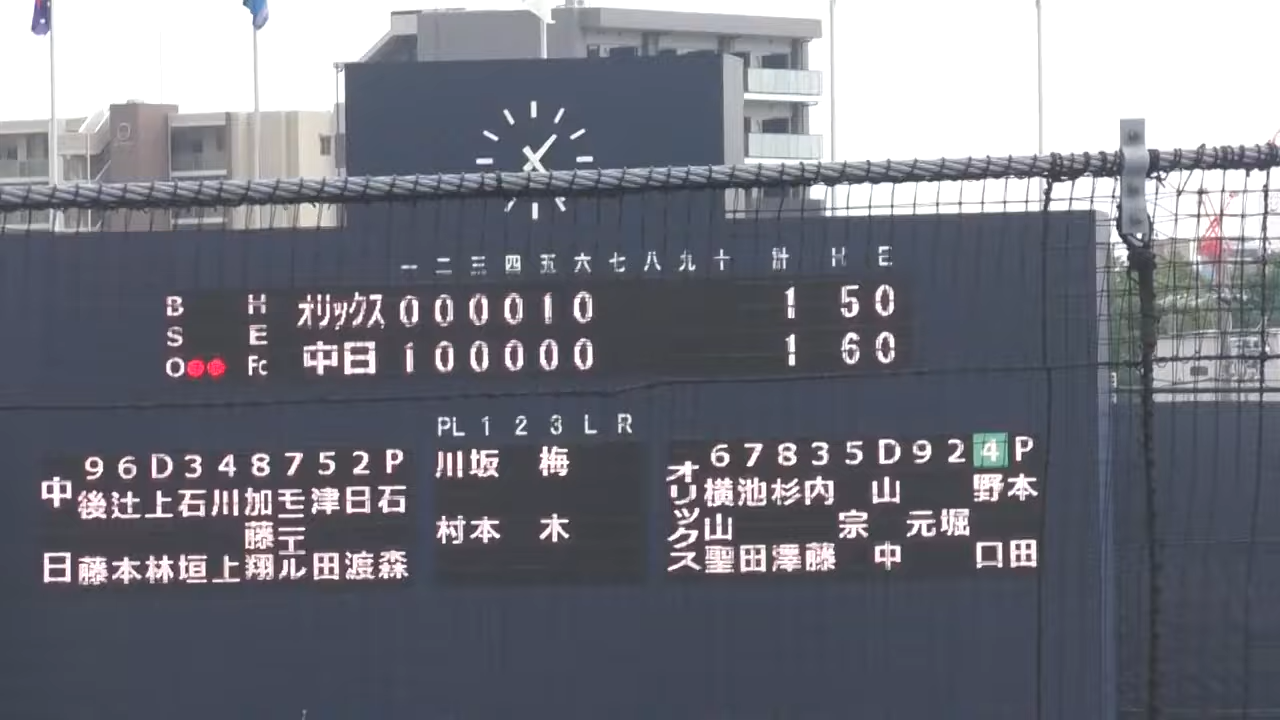 一 二 三 四 五 六 七 八 九 十 計 H E
B H オリックス 0 0 0 0 1 0 1 5 0
S E
O Fc 中日 1 0 0 0 0 0 1 6 0
PL 1 2 3 L R
川村 坂本 梅木
中日
9 6 D 3 4 8 7 5 2 P
後藤 辻本 上林 石垣 川上 加藤翔 モニエル 津田 日渡 石森
オリックス
6 7 8 3 5 D 9 2 4 P
横山聖 池田 杉澤 内藤 宗 山中 元 堀 野口 本田